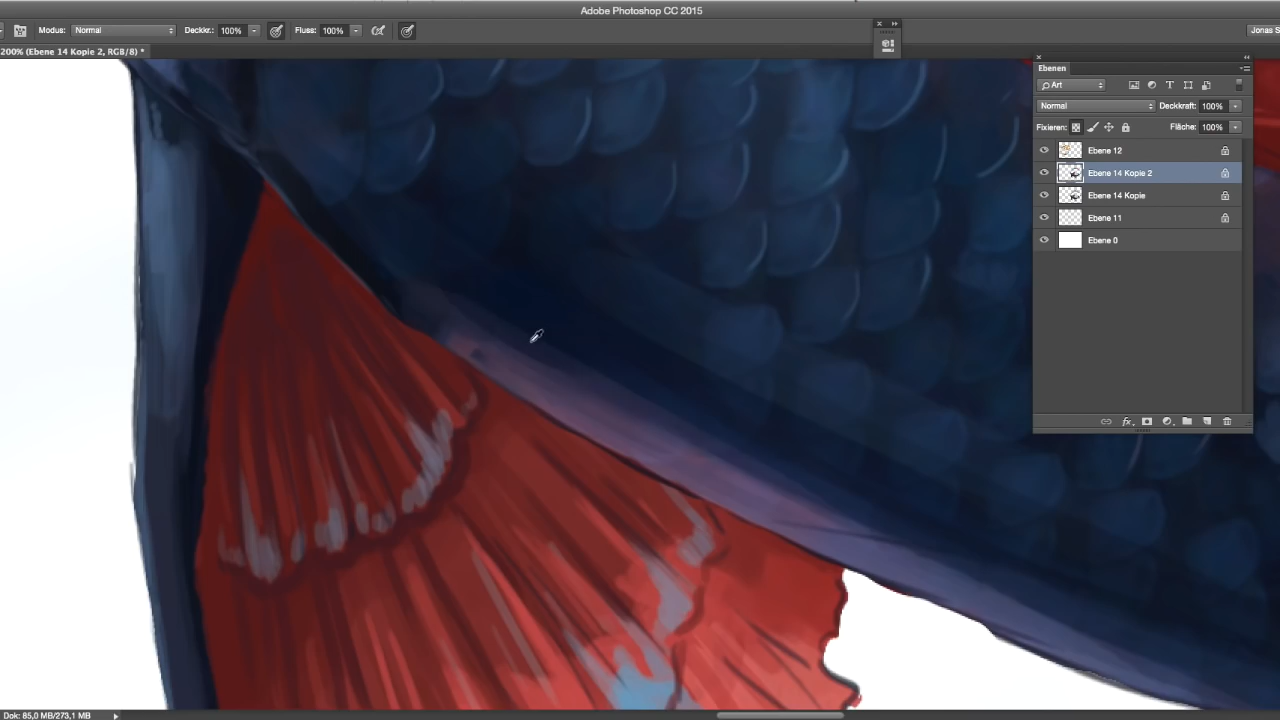 Adobe Photoshop CC 2015
Modus: Normal Deckkr.: 100% Fluss: 100% Jonas S
200% (Ebene 14 Kopie 2, RGB/8) *
Ebenen
Art
Normal Deckkraft: 100%
Fixieren: Fläche: 100%
Ebene 12
Ebene 14 Kopie 2
Ebene 14 Kopie
Ebene 11
Ebene 0
Dok: 85,0 MB/273,1 MB